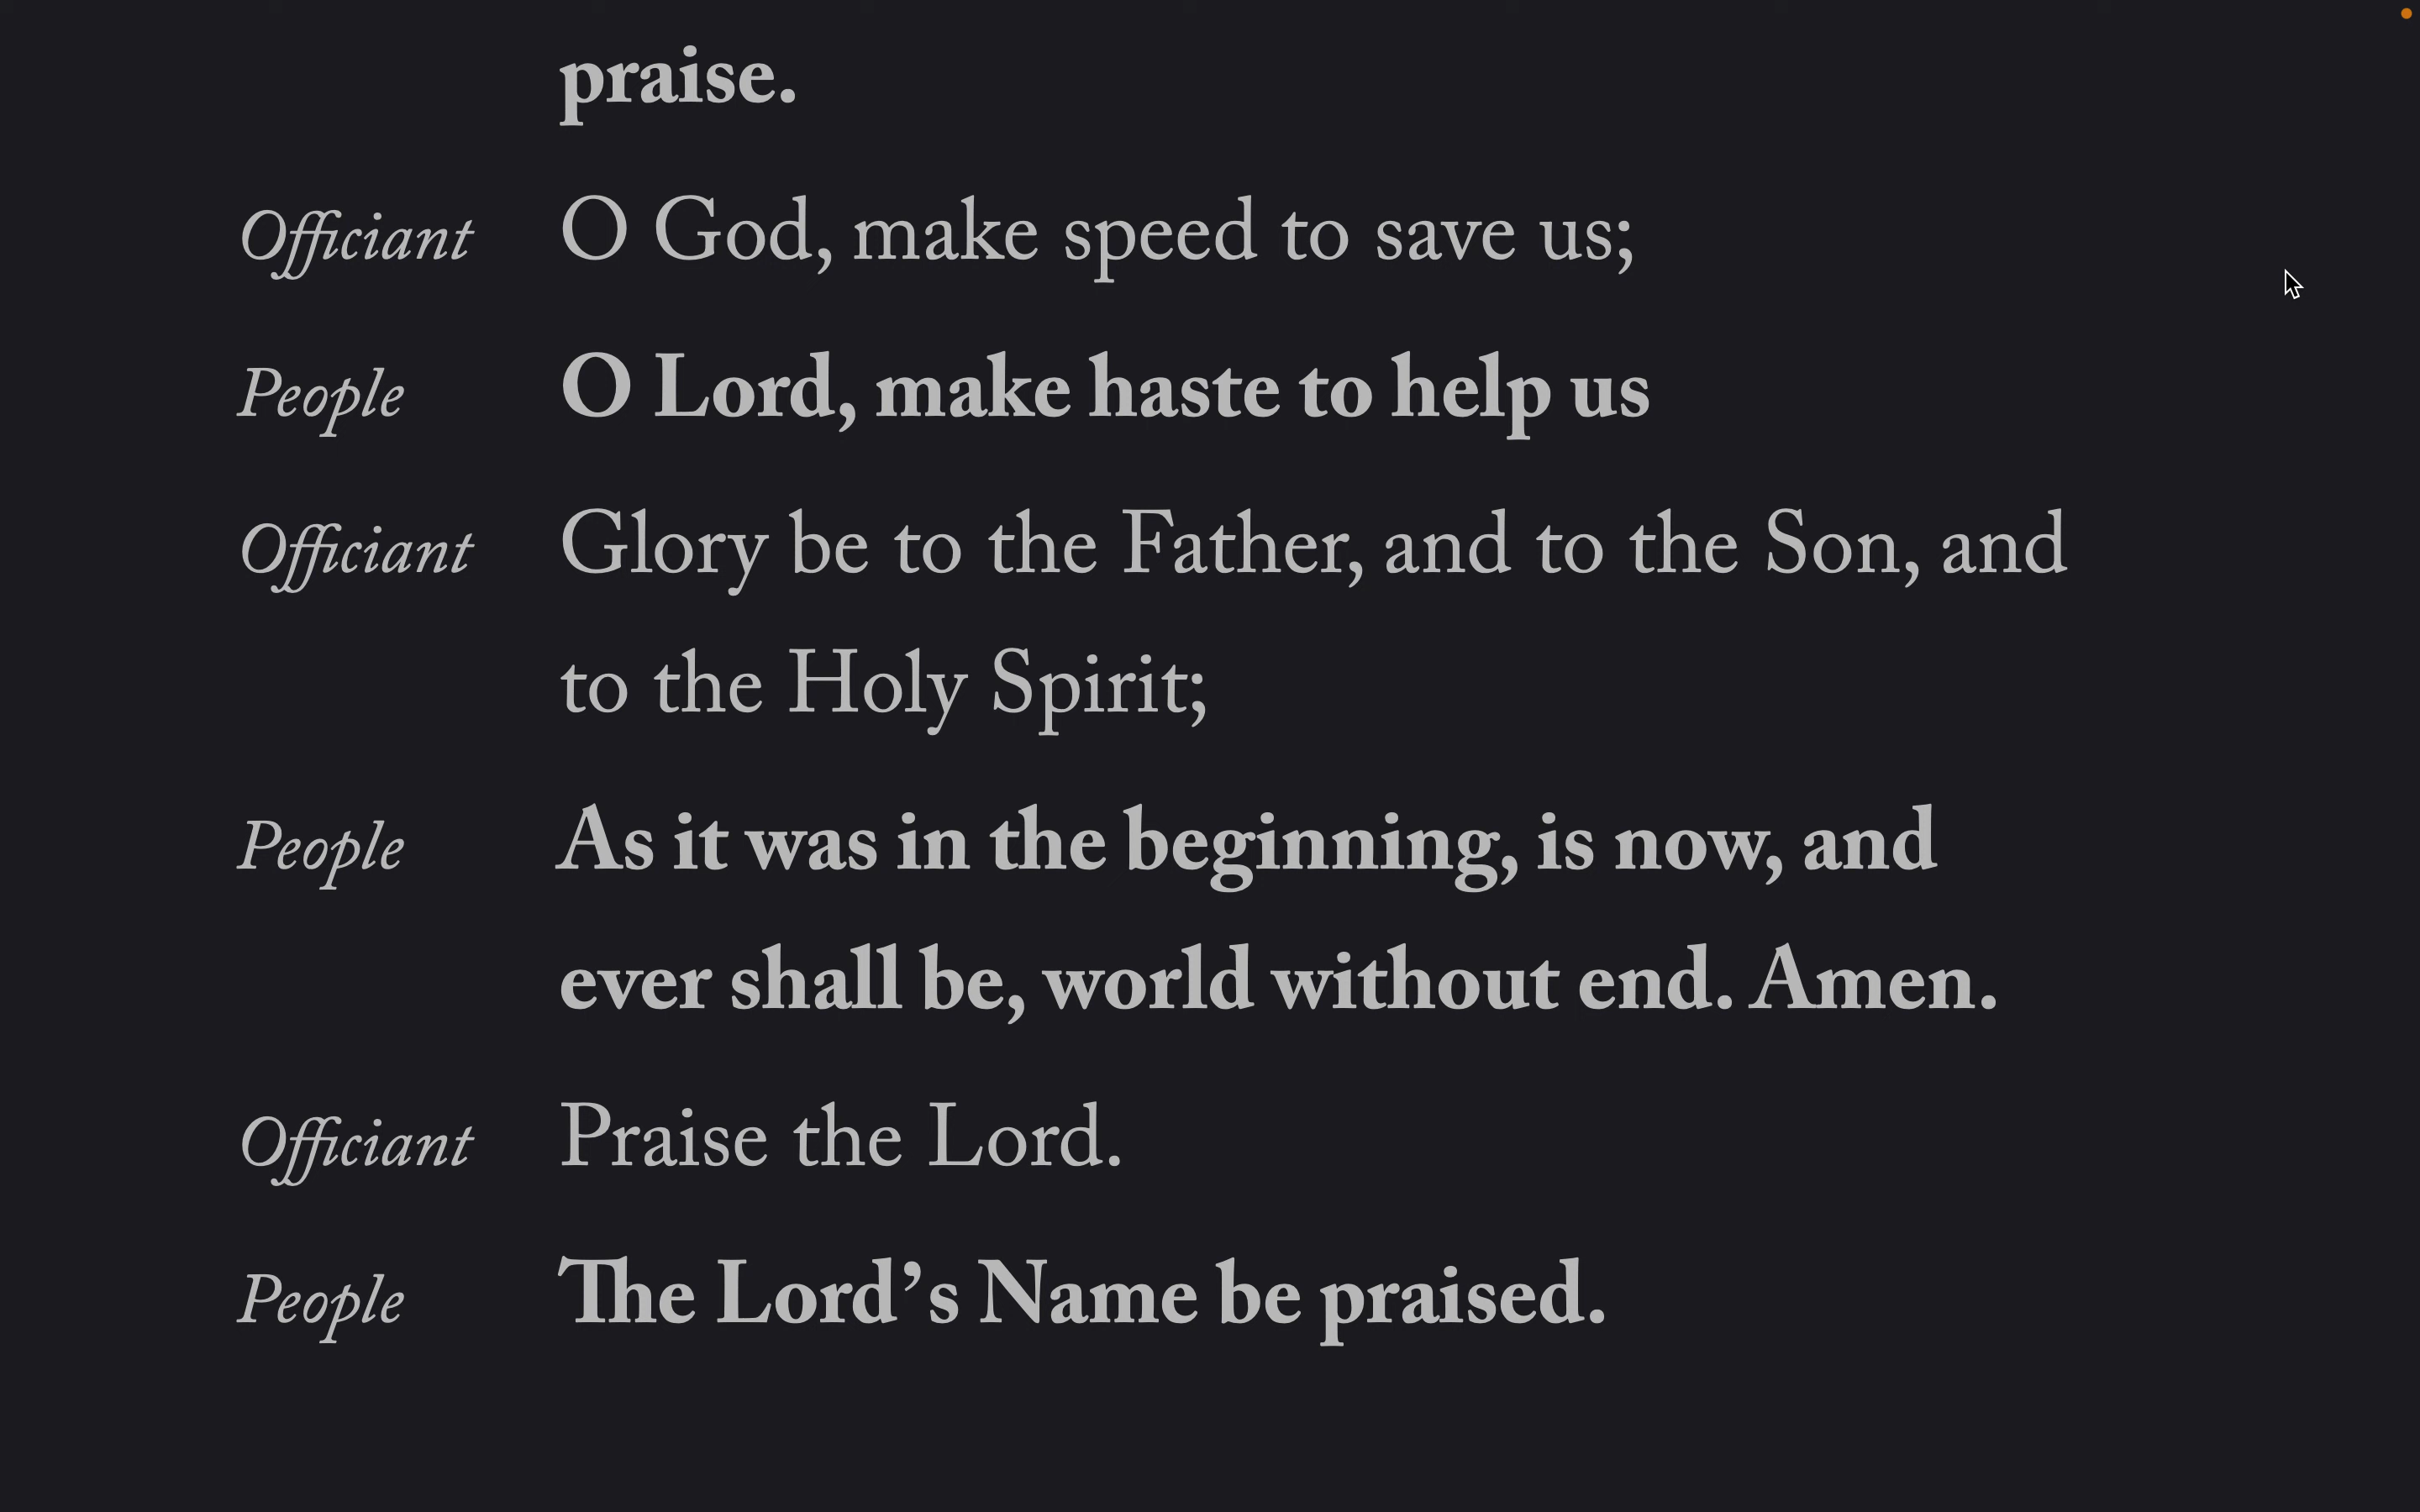 praise.
Officiant O God, make speed to save us;
People O Lord, make haste to help us
Officiant Glory be to the Father, and to the Son, and
to the Holy Spirit;
People As it was in the beginning, is now, and
ever shall be, world without end. Amen.
Officiant Praise the Lord.
People The Lord’s Name be praised.